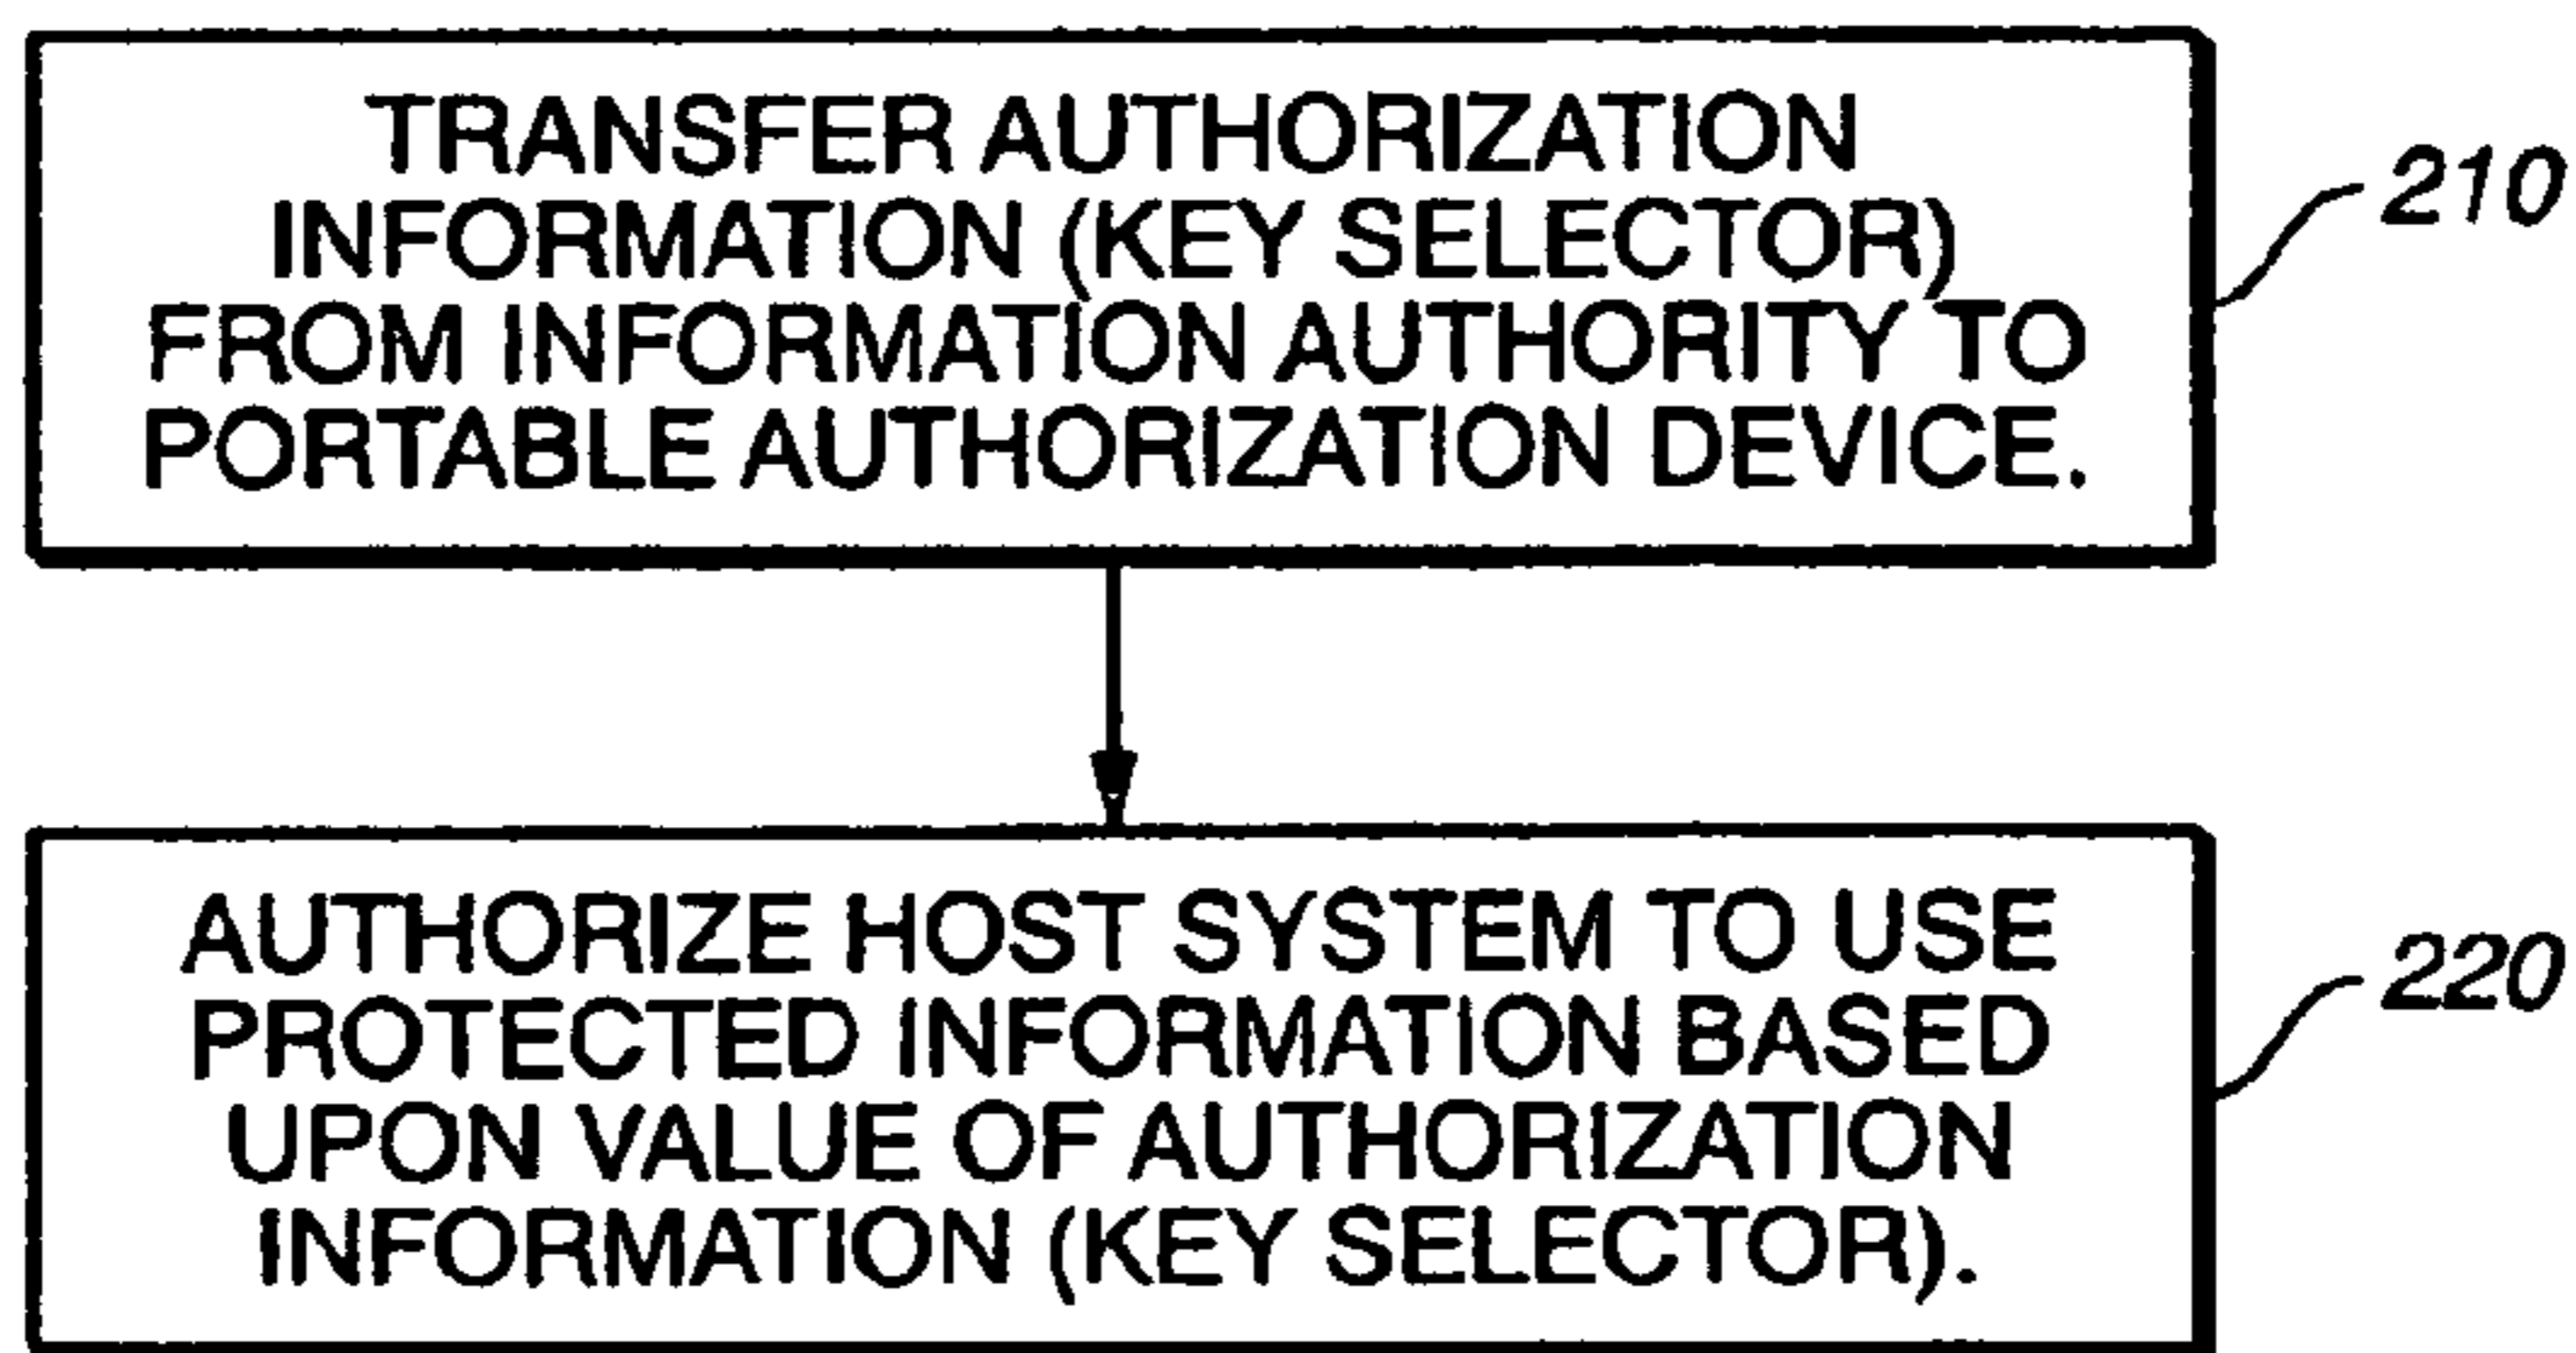 TRANSFER AUTHORIZATION
INFORMATION (KEY SELECTOR)
FROM INFORMATION AUTHORITY TO
PORTABLE AUTHORIZATION DEVICE.
210
AUTHORIZE HOST SYSTEM TO USE
PROTECTED INFORMATION BASED
UPON VALUE OF AUTHORIZATION
INFORMATION (KEY SELECTOR).
220